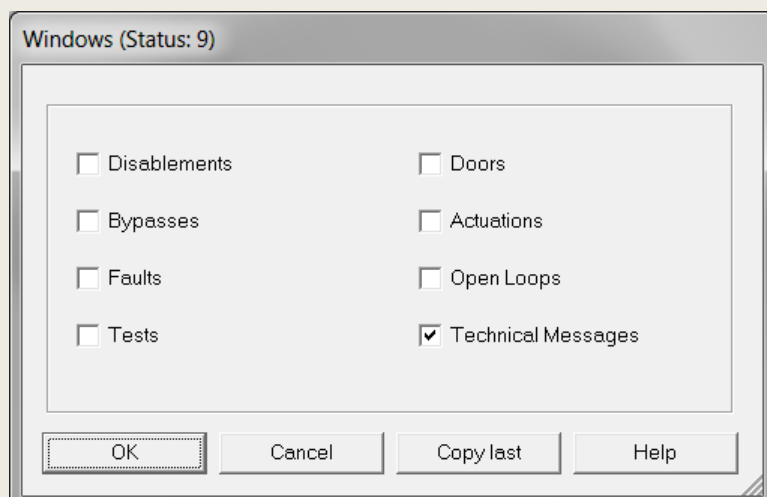 Windows (Status: 9)
Disablements
Doors
Bypasses
Actuations
Faults
Open Loops
Tests
Technical Messages
OK
Cancel
Copy last
Help